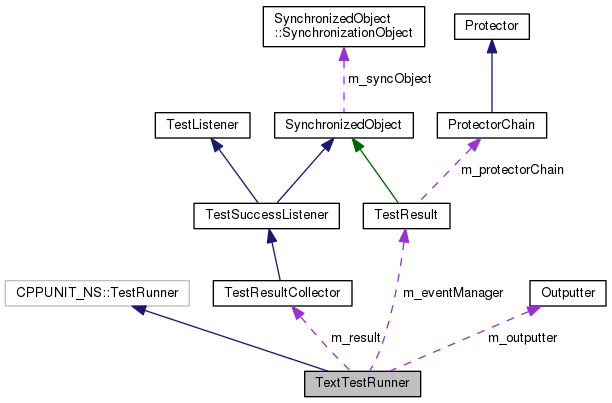 SynchronizedObject
::SynchronizationObject
Protector
m_syncObject
TestListener
SynchronizedObject
ProtectorChain
m_protectorChain
TestSuccessListener
TestResult
CPPUNIT_NS::TestRunner
TestResultCollector
m_eventManager
Outputter
m_result
m_outputter
TextTestRunner